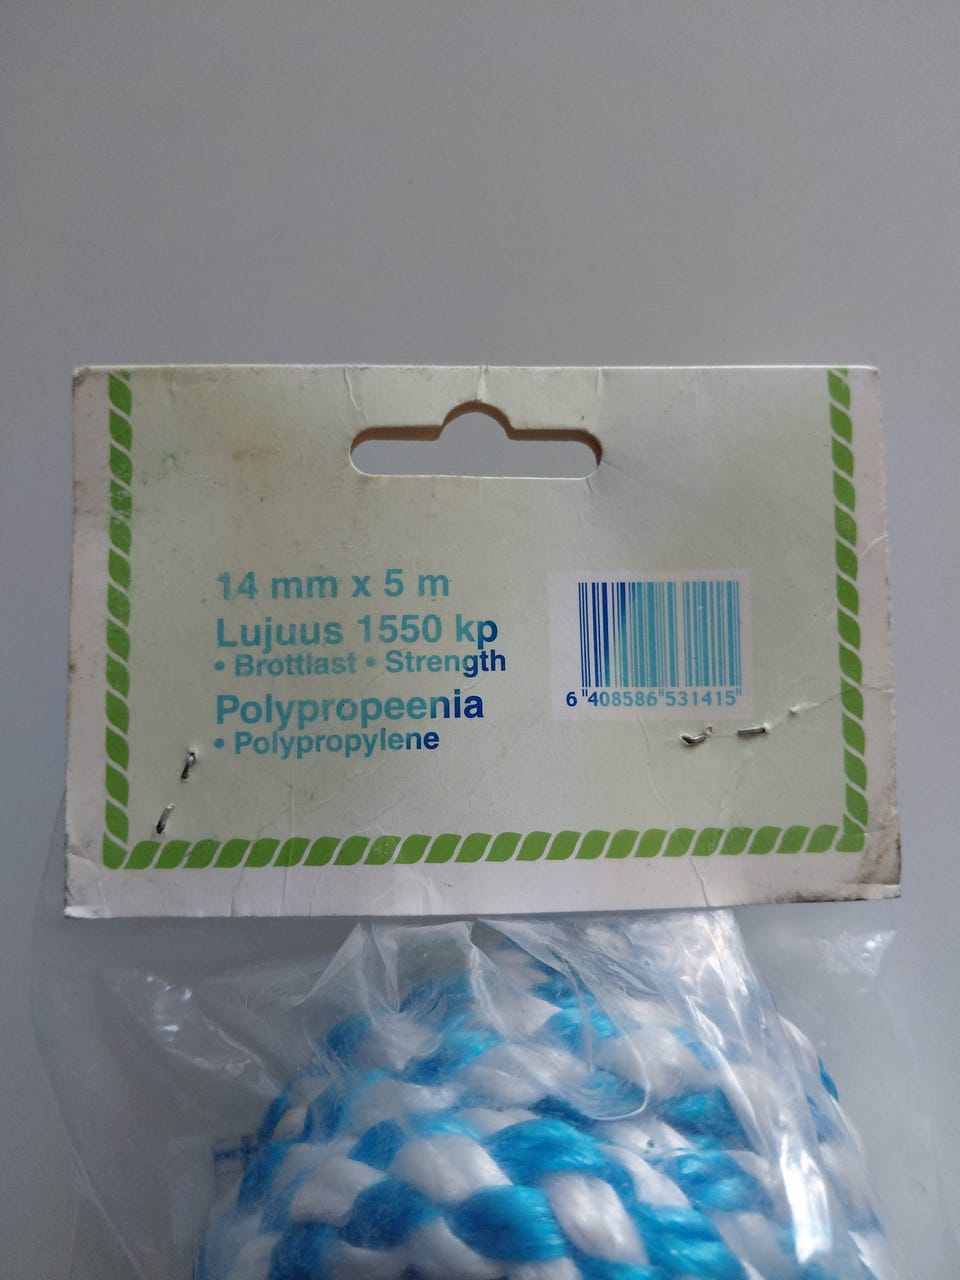 14 mm x 5 m
Lujuus 1550 kp
• Brottlast • Strength
Polypropeenia
• Polypropylene
6 "408586"531415"